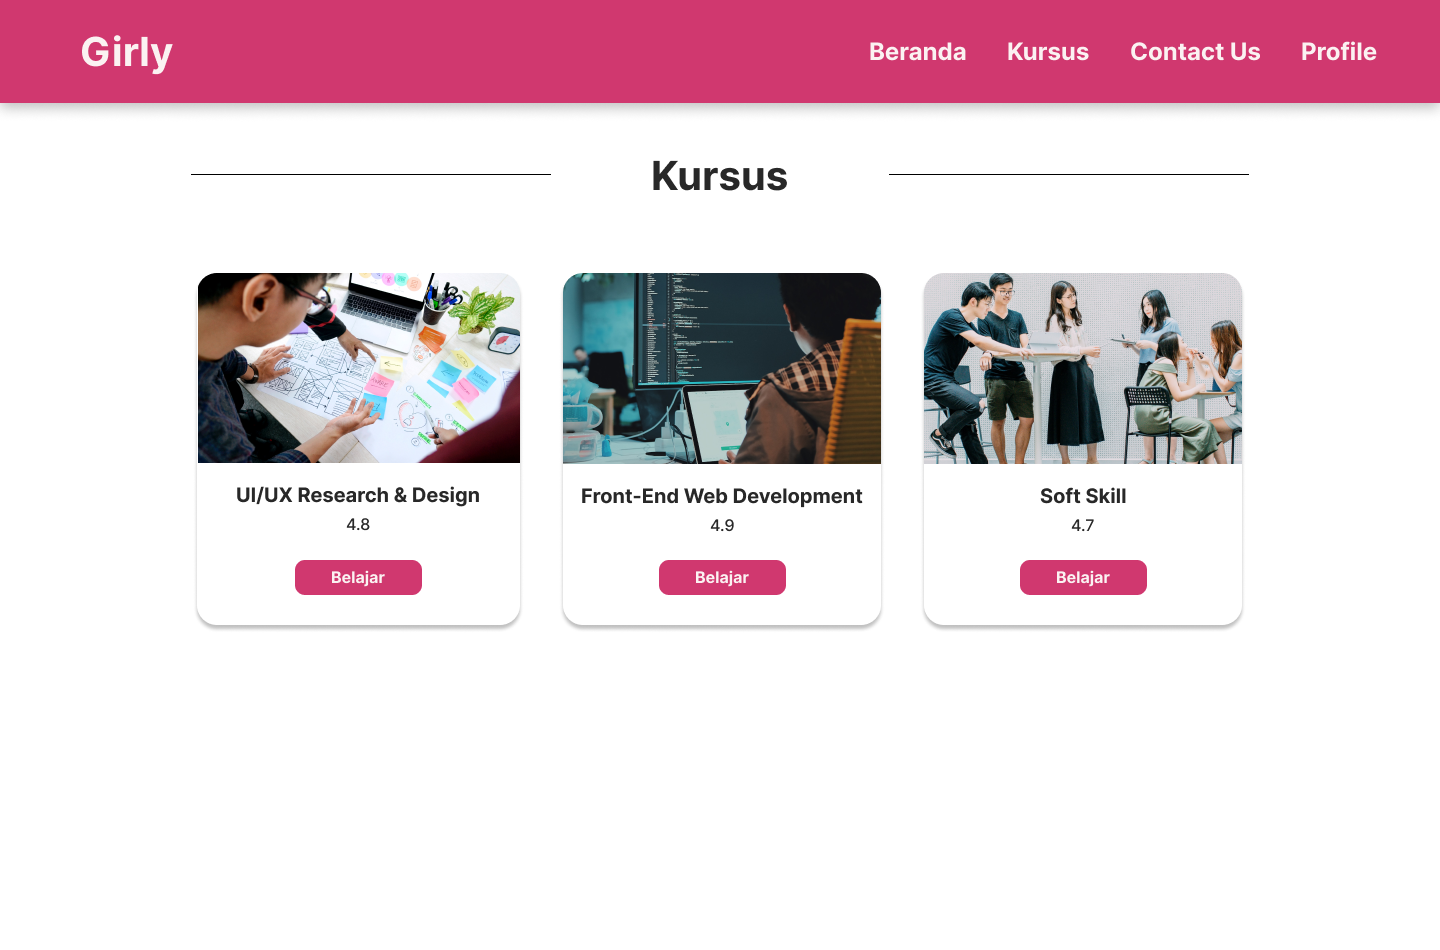 Girly
Beranda Kursus Contact Us Profile
Kursus
UI/UX Research & Design
4.8
Belajar
Front-End Web Development
4.9
Belajar
Soft Skill
4.7
Belajar